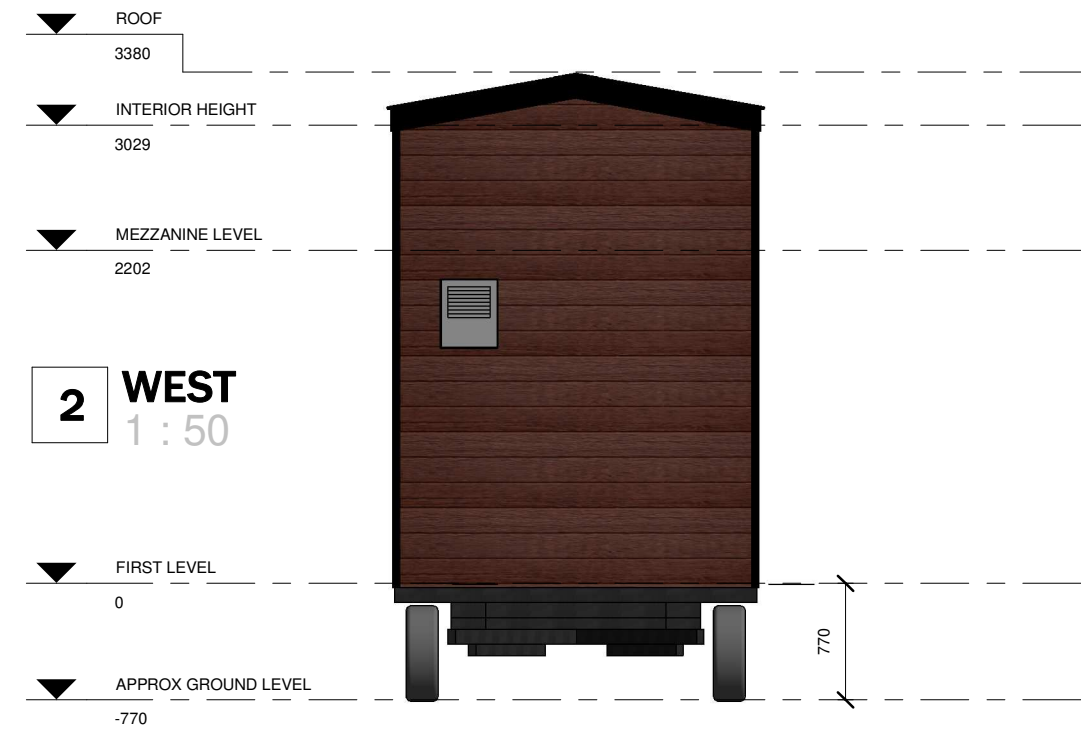 ROOF
3380
INTERIOR HEIGHT
3029
MEZZANINE LEVEL
2202
2 WEST
1 : 50
FIRST LEVEL
0
770
APPROX GROUND LEVEL
-770